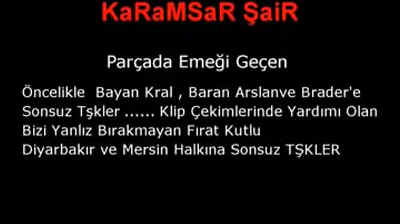 KaRaMSaR ŞaiR
Parçada Emeği Geçen
Öncelikle Bayan Kral , Baran Arslanve Brader'e
Sonsuz Tşkler ...... Klip Çekimlerinde Yardımı Olan
Bizi Yanlız Bırakmayan Fırat Kutlu
Diyarbakır ve Mersin Halkına Sonsuz TŞKLER